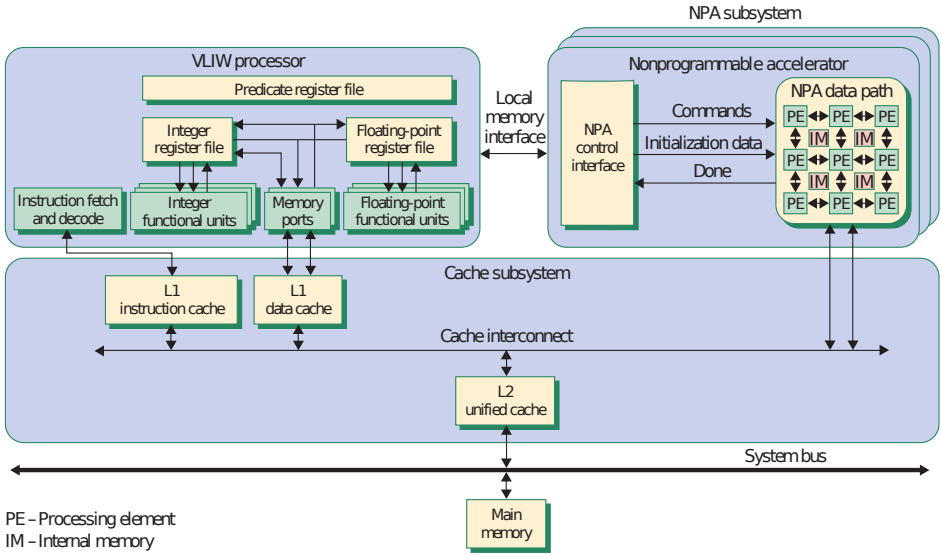 NPA subsystem
VLIW processor
Nonprogrammable accelerator
Predicate register file
NPA data path
Local
memory
interface
Commands
PE PE PE
Integer
register file
Floating-point
register file
NPA
control
interface
IM IM
Initialization data
PE PE PE
Done
IM IM
Instruction fetch
and decode
Integer
functional units
Memory
ports
Floating-point
functional units
PE PE PE
Cache subsystem
L1
instruction cache
L1
data cache
Cache interconnect
L2
unified cache
System bus
Main
memory
PE – Processing element
IM – Internal memory